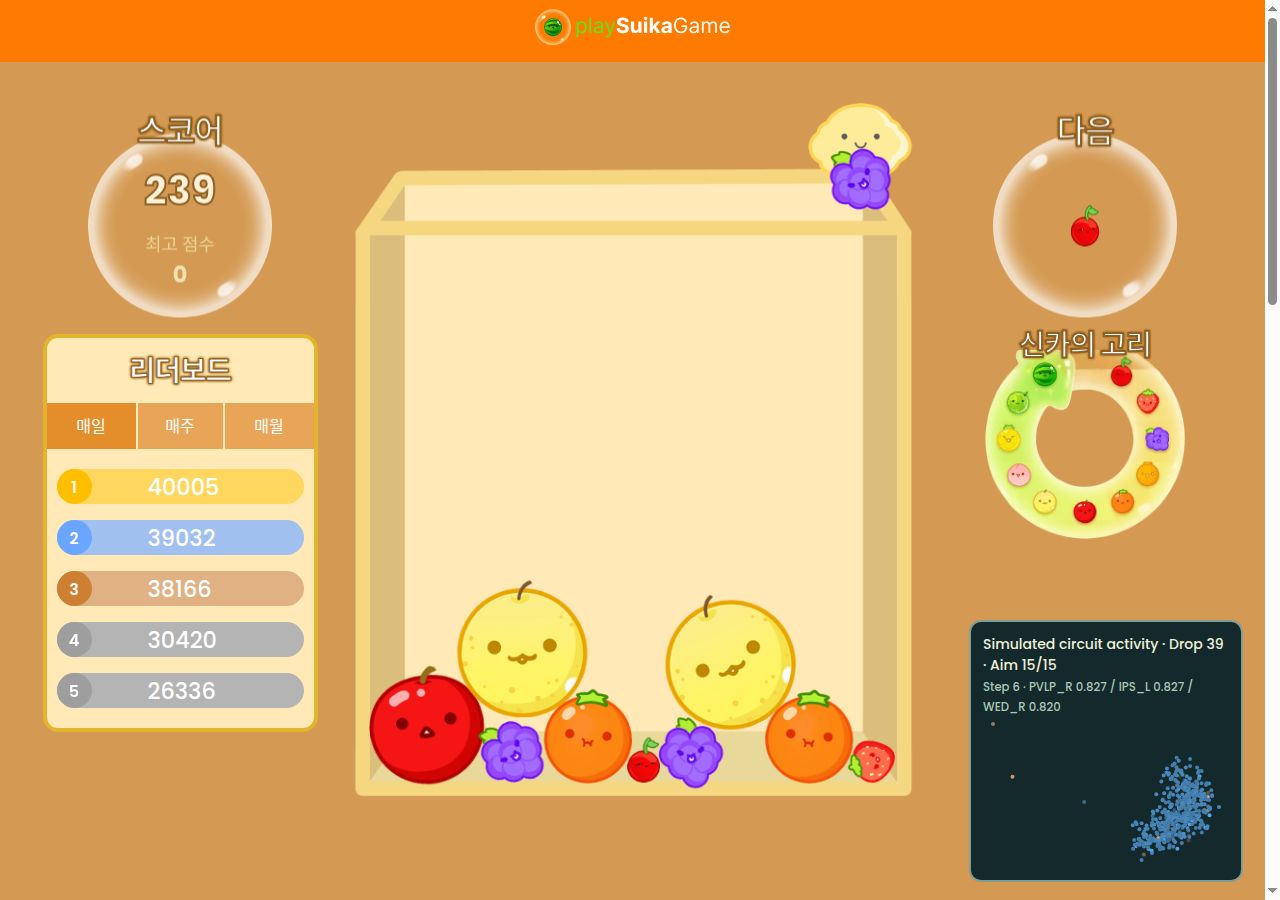 playSuikaGame
스코어
239
최고 점수
0
다음
신카의 고리
리더보드
매일 매주 매월
1 40005
2 39032
3 38166
4 30420
5 26336
Simulated circuit activity · Drop 39
· Aim 15/15
Step 6 · PVLP_R 0.827 / IPS_L 0.827 /
WED_R 0.820